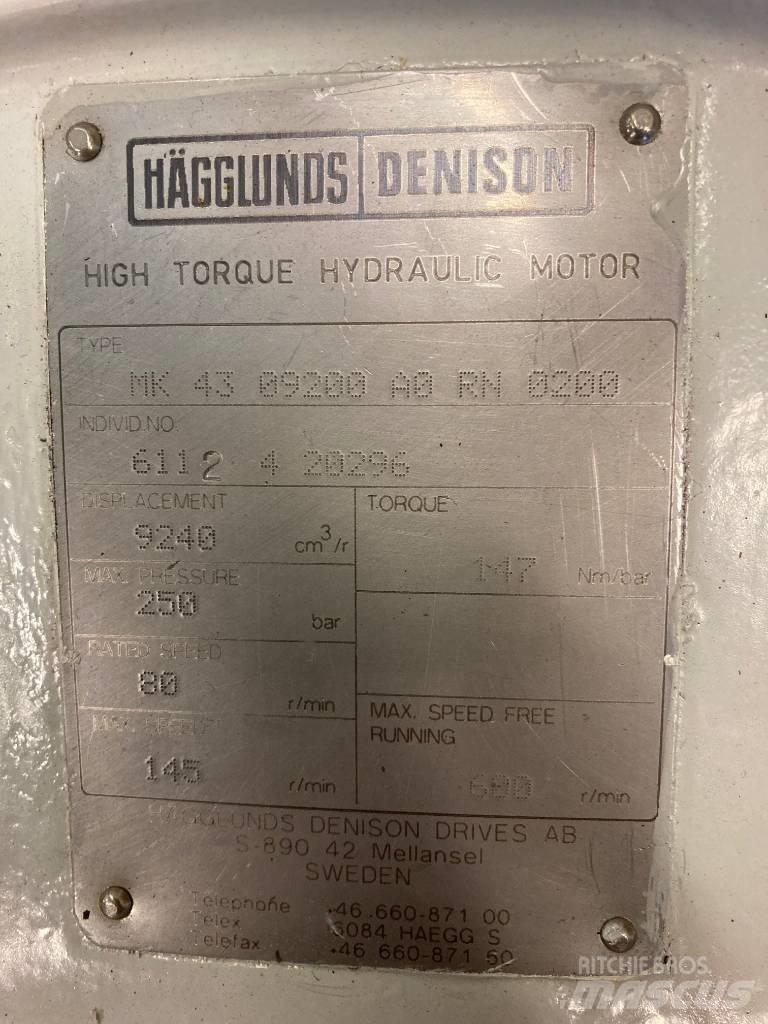 HÄGGLUNDS DENISON
HIGH TORQUE HYDRAULIC MOTOR
TYPE
MK 43 09200 A0 RN 0200
INDIVID.NO.
6112 4 20296
DISPLACEMENT
9240 cm³/r
TORQUE
147 Nm/bar
MAX. PRESSURE
250 bar
RATED SPEED
80 r/min
MAX. SPEED
145 r/min
MAX. SPEED FREE
RUNNING
600 r/min
HÄGGLUNDS DENISON DRIVES AB
S-890 42 Mellansel
SWEDEN
Telephone +46.660-871 00
Telex 6084 HAEGG S
Telefax +46 660-871 50
RITCHIE BROS.
mascus